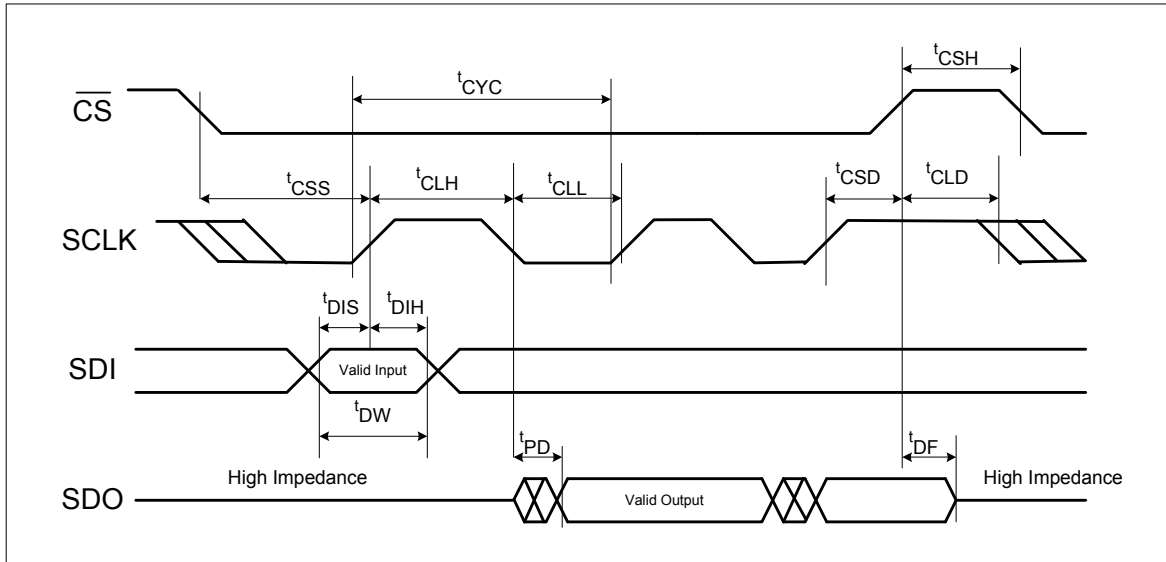 tCSH
tCYC
CS
tCSS
tCLH
tCLL
tCSD
tCLD
SCLK
tDIS
tDIH
SDI
Valid Input
tDW
tPD
tDF
High Impedance
High Impedance
SDO
Valid Output